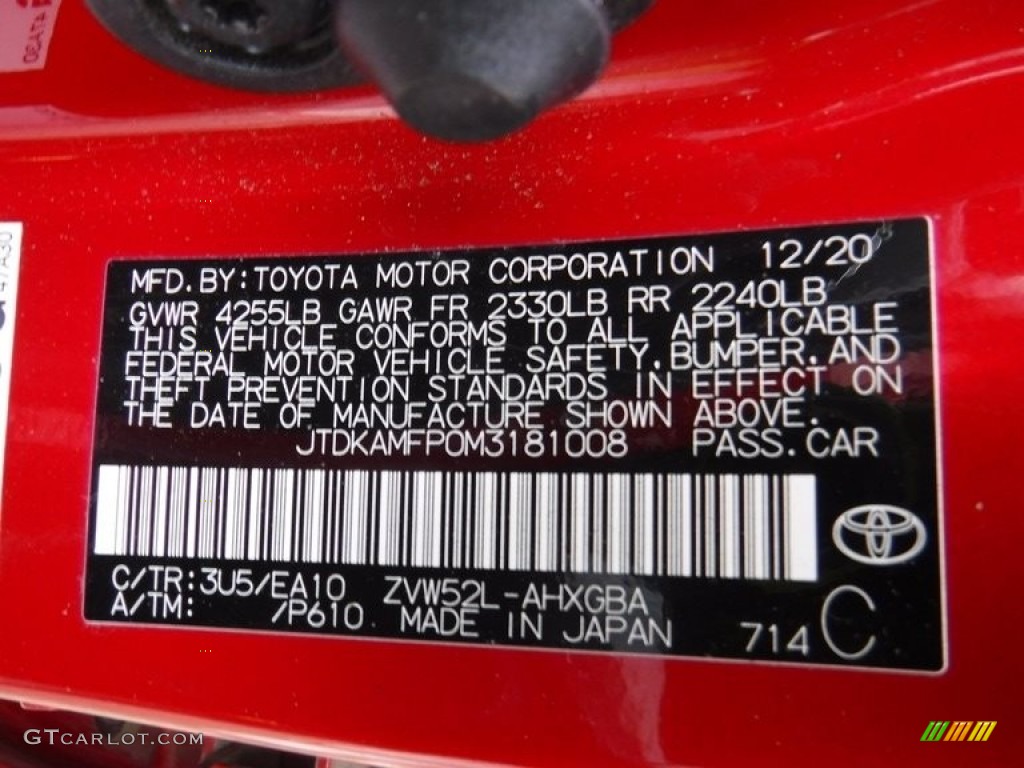 MFD. BY: TOYOTA MOTOR CORPORATION 12/20
GVWR 4255LB GAWR FR 2330LB RR 2240LB
THIS VEHICLE CONFORMS TO ALL APPLICABLE
FEDERAL MOTOR VEHICLE SAFETY, BUMPER, AND
THEFT PREVENTION STANDARDS IN EFFECT ON
THE DATE OF MANUFACTURE SHOWN ABOVE.
JTDKAMFP0M3181008 PASS. CAR
C/TR: 3U5/EA10 ZVW52L-AHXGBA
A/TM: /P610 MADE IN JAPAN 714 C
GTCARLOT.COM